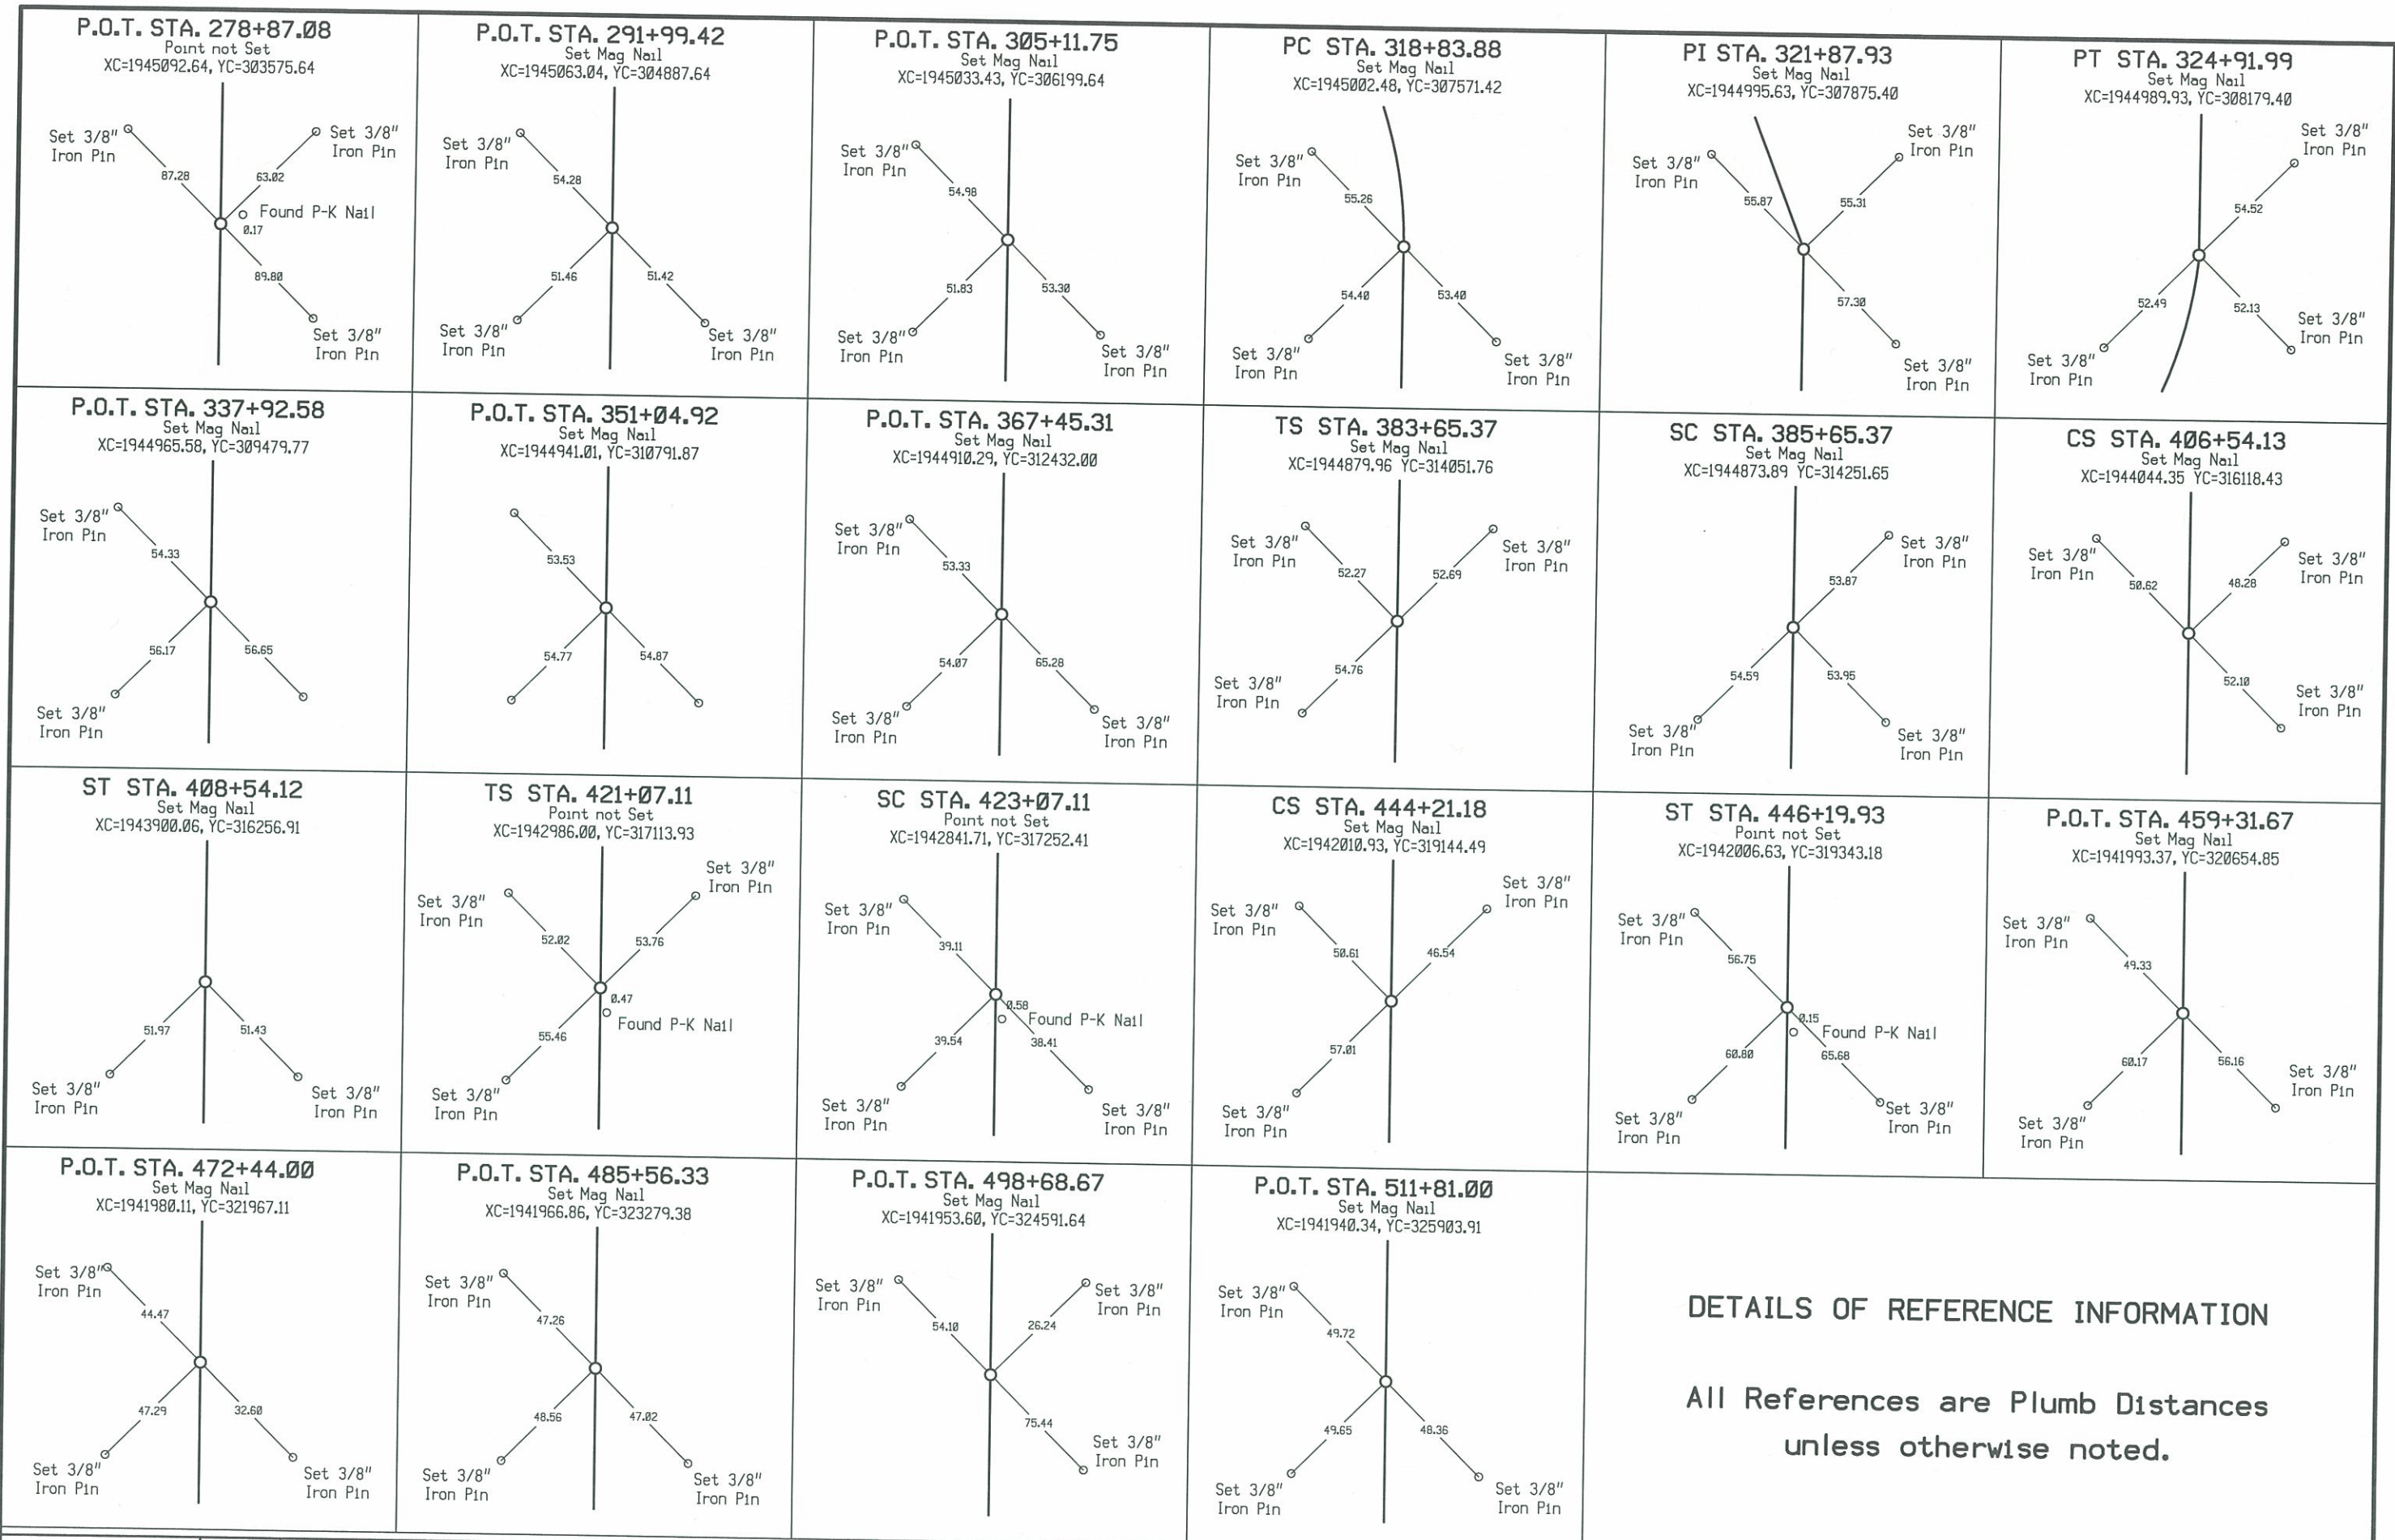 P.O.T. STA. 278+87.08
Point not Set
XC=1945092.64, YC=303575.64
Set 3/8"
Iron Pin
Set 3/8"
Iron Pin
87.28
63.02
Found P-K Nail
0.17
89.80
Set 3/8"
Iron Pin
P.O.T. STA. 291+99.42
Set Mag Nail
XC=1945063.04, YC=304887.64
Set 3/8"
Iron Pin
54.28
51.46
51.42
Set 3/8"
Iron Pin
Set 3/8"
Iron Pin
P.O.T. STA. 305+11.75
Set Mag Nail
XC=1945033.43, YC=306199.64
Set 3/8"
Iron Pin
54.98
51.83
53.30
Set 3/8"
Iron Pin
Set 3/8"
Iron Pin
PC STA. 318+83.88
Set Mag Nail
XC=1945002.48, YC=307571.42
Set 3/8"
Iron Pin
55.26
54.40
53.40
Set 3/8"
Iron Pin
Set 3/8"
Iron Pin
PI STA. 321+87.93
Set Mag Nail
XC=1944995.63, YC=307875.40
Set 3/8"
Iron Pin
Set 3/8"
Iron Pin
55.87
55.31
57.30
Set 3/8"
Iron Pin
PT STA. 324+91.99
Set Mag Nail
XC=1944989.93, YC=308179.40
Set 3/8"
Iron Pin
54.52
52.49
52.13
Set 3/8"
Iron Pin
Set 3/8"
Iron Pin
P.O.T. STA. 337+92.58
Set Mag Nail
XC=1944965.58, YC=309479.77
Set 3/8"
Iron Pin
54.33
56.17
56.65
Set 3/8"
Iron Pin
P.O.T. STA. 351+04.92
Set Mag Nail
XC=1944941.01, YC=310791.87
53.53
54.77
54.87
P.O.T. STA. 367+45.31
Set Mag Nail
XC=1944910.29, YC=312432.00
Set 3/8"
Iron Pin
53.33
54.07
65.28
Set 3/8"
Iron Pin
Set 3/8"
Iron Pin
TS STA. 383+65.37
Set Mag Nail
XC=1944879.96 YC=314051.76
Set 3/8"
Iron Pin
Set 3/8"
Iron Pin
52.27
52.69
54.76
Set 3/8"
Iron Pin
SC STA. 385+65.37
Set Mag Nail
XC=1944873.89 YC=314251.65
Set 3/8"
Iron Pin
53.87
54.59
53.95
Set 3/8"
Iron Pin
Set 3/8"
Iron Pin
CS STA. 406+54.13
Set Mag Nail
XC=1944044.35 YC=316118.43
Set 3/8"
Iron Pin
Set 3/8"
Iron Pin
50.62
48.28
52.10
Set 3/8"
Iron Pin
ST STA. 408+54.12
Set Mag Nail
XC=1943900.06, YC=316256.91
51.97
51.43
Set 3/8"
Iron Pin
Set 3/8"
Iron Pin
TS STA. 421+07.11
Point not Set
XC=1942986.00, YC=317113.93
Set 3/8"
Iron Pin
Set 3/8"
Iron Pin
52.02
53.76
0.47
Found P-K Nail
55.46
Set 3/8"
Iron Pin
SC STA. 423+07.11
Point not Set
XC=1942841.71, YC=317252.41
Set 3/8"
Iron Pin
39.11
0.58
Found P-K Nail
39.54
38.41
Set 3/8"
Iron Pin
Set 3/8"
Iron Pin
CS STA. 444+21.18
Set Mag Nail
XC=1942010.93, YC=319144.49
Set 3/8"
Iron Pin
Set 3/8"
Iron Pin
50.61
46.54
57.01
Set 3/8"
Iron Pin
ST STA. 446+19.93
Point not Set
XC=1942006.63, YC=319343.18
Set 3/8"
Iron Pin
56.75
0.15
Found P-K Nail
60.80
65.68
Set 3/8"
Iron Pin
Set 3/8"
Iron Pin
P.O.T. STA. 459+31.67
Set Mag Nail
XC=1941993.37, YC=320654.85
Set 3/8"
Iron Pin
49.33
60.17
56.16
Set 3/8"
Iron Pin
Set 3/8"
Iron Pin
P.O.T. STA. 472+44.00
Set Mag Nail
XC=1941980.11, YC=321967.11
Set 3/8"
Iron Pin
44.47
47.29
32.60
Set 3/8"
Iron Pin
Set 3/8"
Iron Pin
P.O.T. STA. 485+56.33
Set Mag Nail
XC=1941966.86, YC=323279.38
Set 3/8"
Iron Pin
47.26
48.56
47.02
Set 3/8"
Iron Pin
Set 3/8"
Iron Pin
P.O.T. STA. 498+68.67
Set Mag Nail
XC=1941953.60, YC=324591.64
Set 3/8"
Iron Pin
Set 3/8"
Iron Pin
54.10
26.24
75.44
Set 3/8"
Iron Pin
P.O.T. STA. 511+81.00
Set Mag Nail
XC=1941940.34, YC=325903.91
Set 3/8"
Iron Pin
49.72
49.65
48.36
Set 3/8"
Iron Pin
Set 3/8"
Iron Pin
DETAILS OF REFERENCE INFORMATION
All References are Plumb Distances
unless otherwise noted.